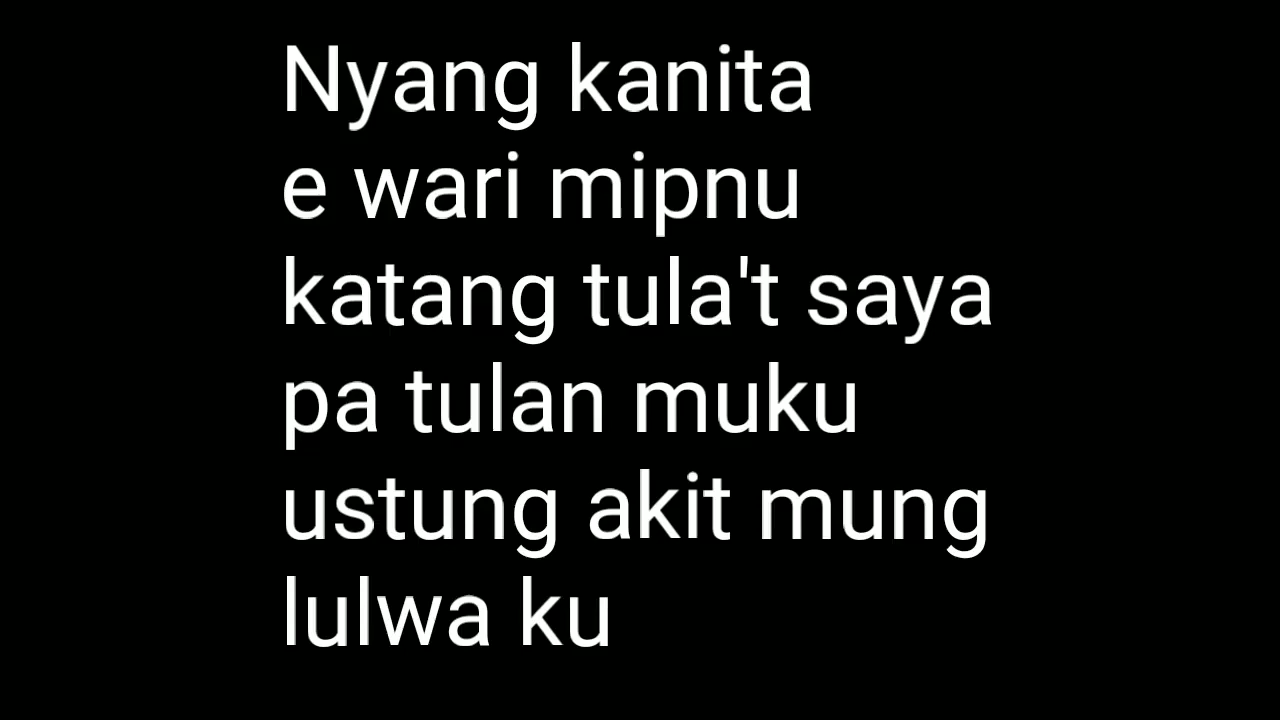 Nyang kanita
e wari mipnu
katang tula't saya
pa tulan muku
ustung akit mung
lulwa ku